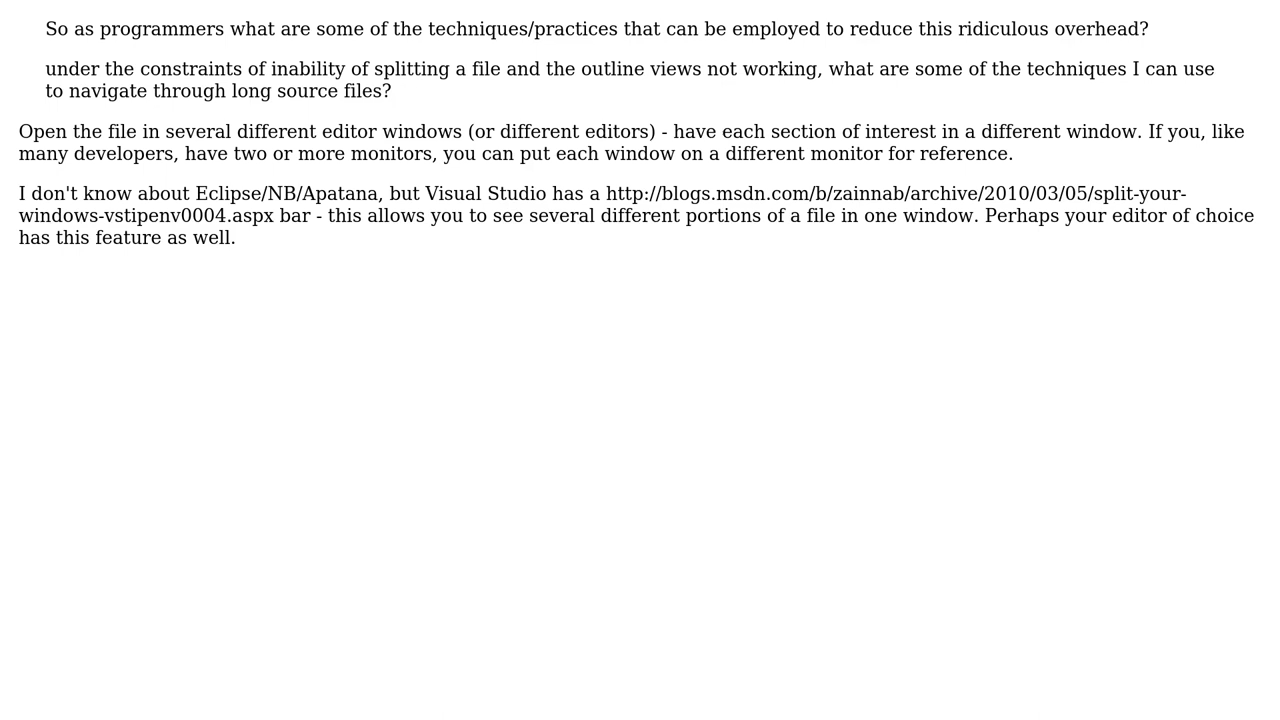 So as programmers what are some of the techniques/practices that can be employed to reduce this ridiculous overhead?
under the constraints of inability of splitting a file and the outline views not working, what are some of the techniques I can use
to navigate through long source files?
Open the file in several different editor windows (or different editors) - have each section of interest in a different window. If you, like
many developers, have two or more monitors, you can put each window on a different monitor for reference.
I don't know about Eclipse/NB/Apatana, but Visual Studio has a http://blogs.msdn.com/b/zainnab/archive/2010/03/05/split-your-
windows-vstipenv0004.aspx bar - this allows you to see several different portions of a file in one window. Perhaps your editor of choice
has this feature as well.